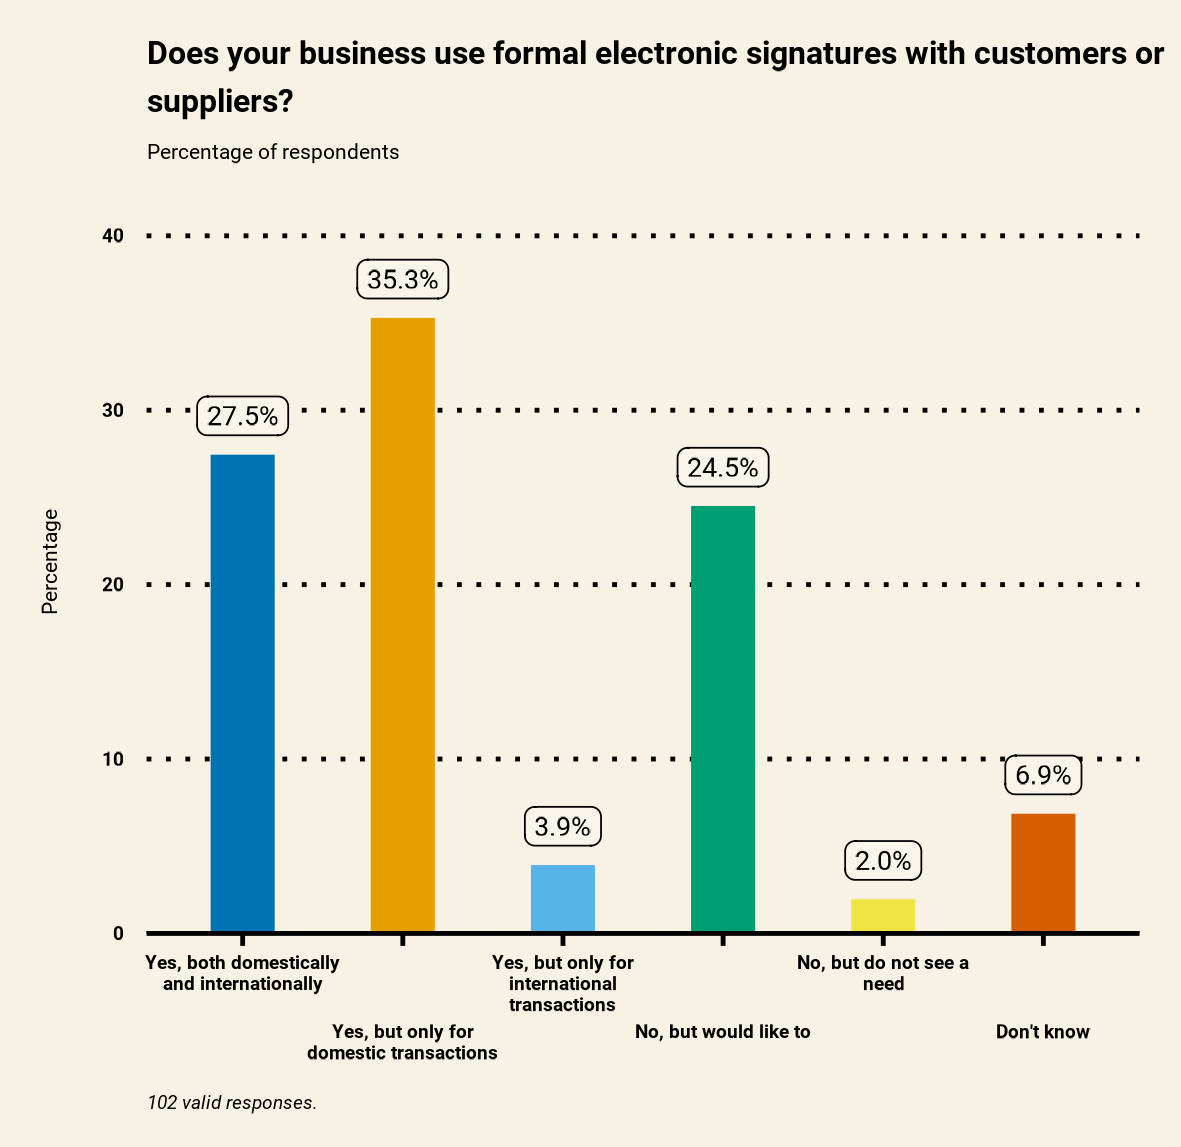 Does your business use formal electronic signatures with customers or
suppliers?
Percentage of respondents
40
35.3%
30
27.5%
24.5%
20
Percentage
10
6.9%
3.9%
2.0%
0
Yes, both domestically
and internationally
Yes, but only for
domestic transactions
Yes, but only for
international
transactions
No, but would like to
No, but do not see a
need
Don't know
102 valid responses.